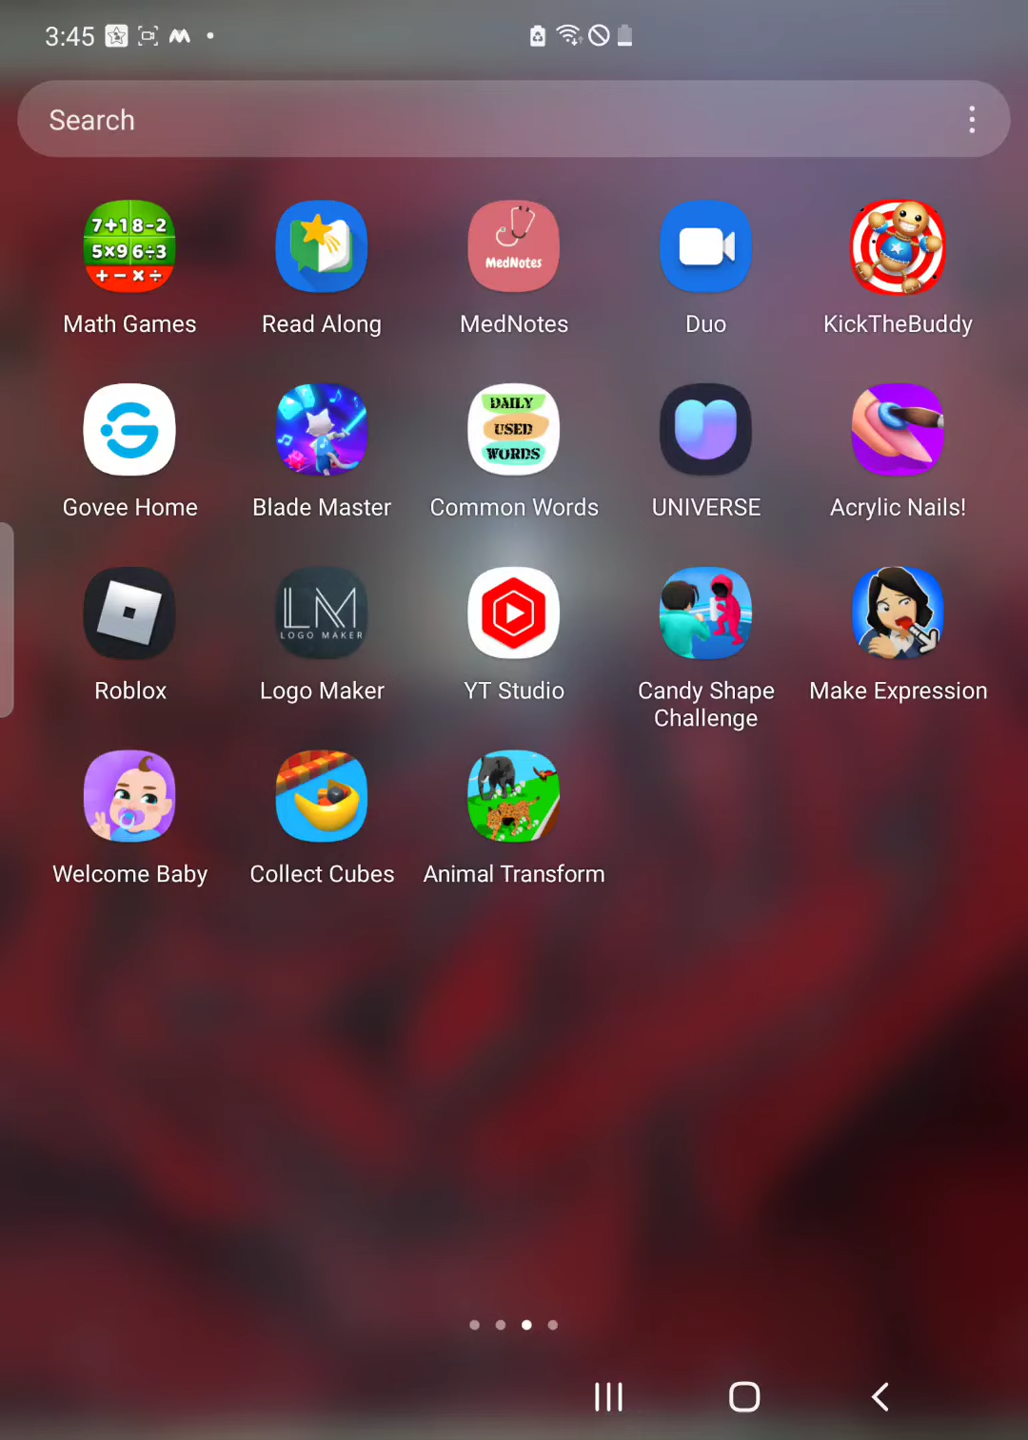 3:45
Search
7+18-2
5×96÷3
+ − × ÷
MedNotes
Math Games
Read Along
MedNotes
Duo
KickTheBuddy
DAILY
USED
WORDS
Govee Home
Blade Master
Common Words
UNIVERSE
Acrylic Nails!
LM
LOGO MAKER
Roblox
Logo Maker
YT Studio
Candy Shape
Challenge
Make Expression
Welcome Baby
Collect Cubes
Animal Transform